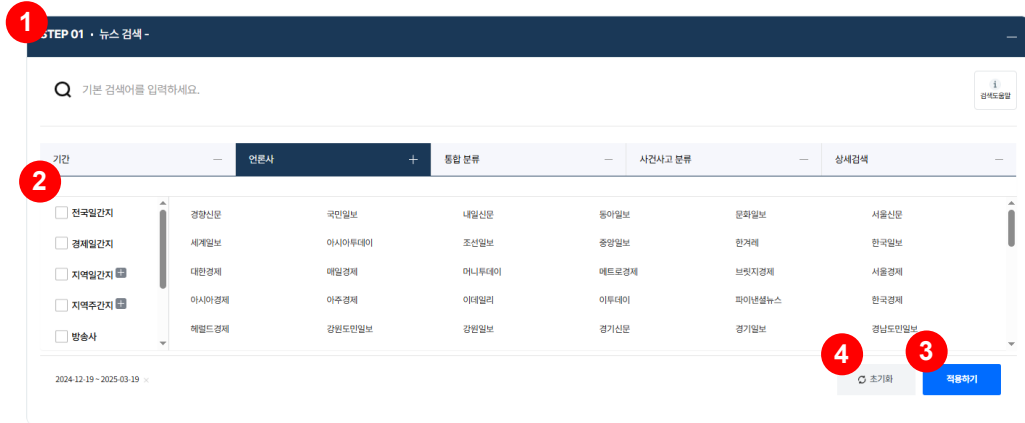 1
STEP 01 · 뉴스 검색 -
기본 검색어를 입력하세요.
i
검색도움말
기간 언론사 통합 분류 사건사고 분류 상세검색
2
전국일간지
경제일간지
지역일간지
지역주간지
방송사
경향신문 국민일보 내일신문 동아일보 문화일보 서울신문
세계일보 아시아투데이 조선일보 중앙일보 한겨레 한국일보
대한경제 매일경제 머니투데이 메트로경제 브릿지경제 서울경제
아시아경제 아주경제 이데일리 이투데이 파이낸셜뉴스 한국경제
헤럴드경제 강원도민일보 강원일보 경기신문 경기일보 경남도민일보
4 3
2024-12-19 ~ 2025-03-19 × 초기화 적용하기